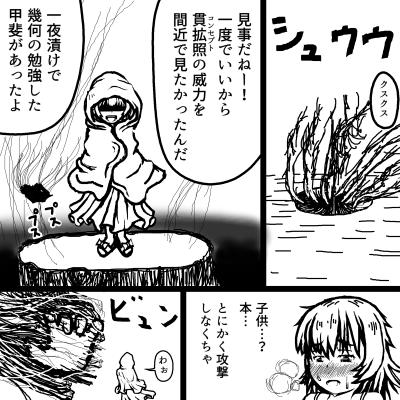 シュウウ
クスクス
見事だねー！
一度でいいから
貫拡照の威力を
コンセプト
間近で見たかったんだ
一夜漬けで
幾何の勉強した
甲斐があったよ
プス
プス
子供…？
本…
とにかく攻撃
しなくちゃ
ビュン
わぉ